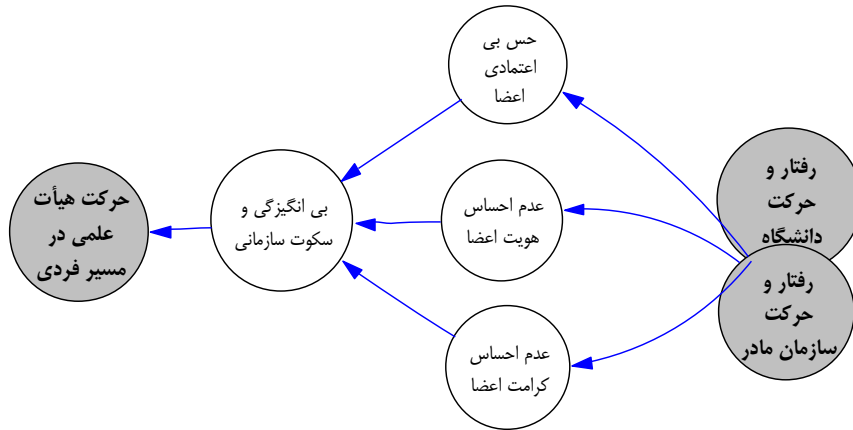 حس بی
اعتمادی
اعضا
رفتار و
حرکت
دانشگاه
عدم احساس
هویت اعضا
بی انگیزگی و
سکوت سازمانی
حرکت هیأت
علمی در
مسیر فردی
رفتار و
حرکت
سازمان مادر
عدم احساس
کرامت اعضا